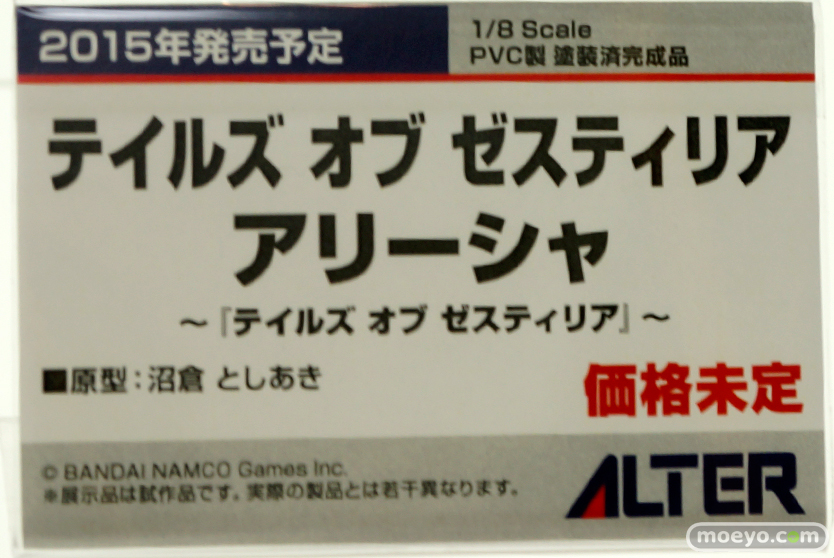 2015年発売予定
1/8 Scale
PVC製 塗装済完成品
テイルズ オブ ゼスティリア
アリーシャ
～『テイルズ オブ ゼスティリア』～
■原型：沼倉 としあき
価格未定
© BANDAI NAMCO Games Inc.
※展示品は試作品です。実際の製品とは若干異なります。
ALTER
moeyo.com